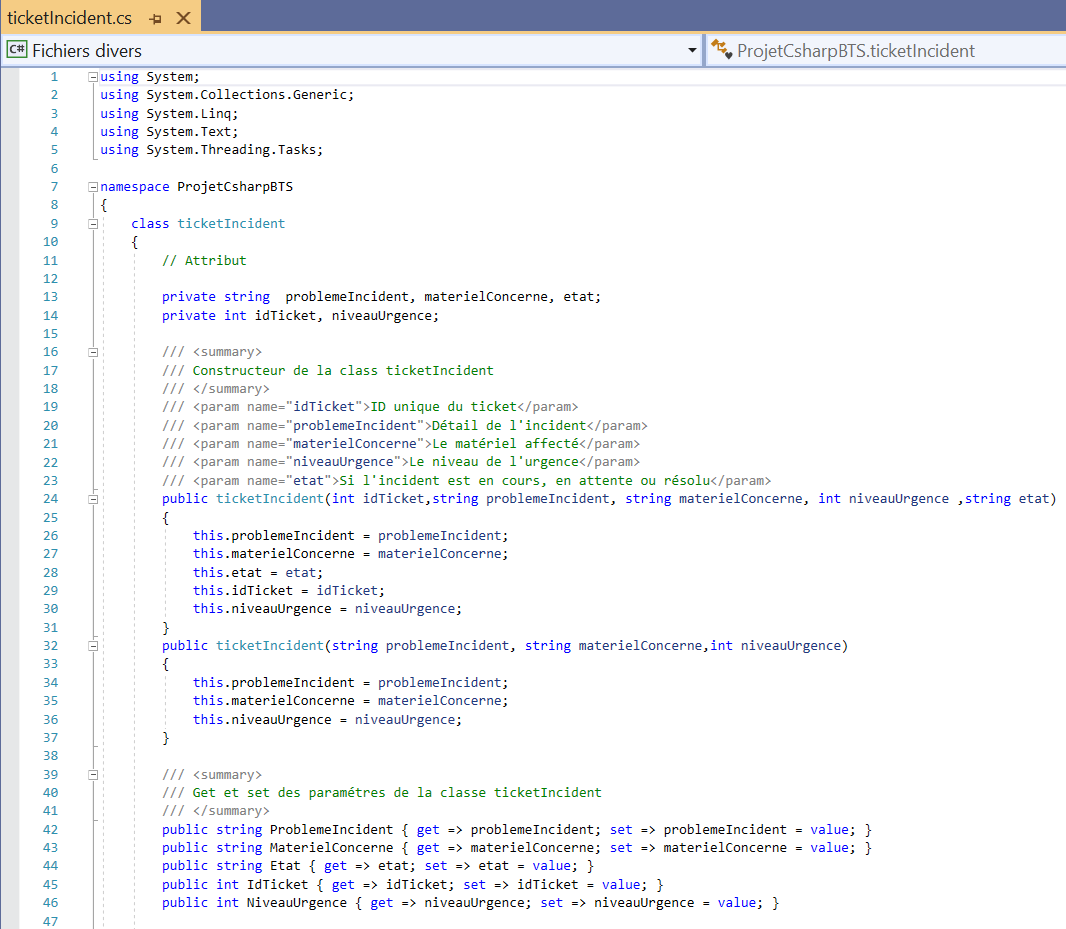 ticketIncident.cs
C# Fichiers divers
ProjetCsharpBTS.ticketIncident
1 using System;
2 using System.Collections.Generic;
3 using System.Linq;
4 using System.Text;
5 using System.Threading.Tasks;
6
7 namespace ProjetCsharpBTS
8 {
9 class ticketIncident
10 {
11 // Attribut
12
13 private string  problemeIncident, materielConcerne, etat;
14 private int idTicket, niveauUrgence;
15
16 /// <summary>
17 /// Constructeur de la class ticketIncident
18 /// </summary>
19 /// <param name="idTicket">ID unique du ticket</param>
20 /// <param name="problemeIncident">Détail de l'incident</param>
21 /// <param name="materielConcerne">Le matériel affecté</param>
22 /// <param name="niveauUrgence">Le niveau de l'urgence</param>
23 /// <param name="etat">Si l'incident est en cours, en attente ou résolu</param>
24 public ticketIncident(int idTicket,string problemeIncident, string materielConcerne, int niveauUrgence ,string etat)
25 {
26 this.problemeIncident = problemeIncident;
27 this.materielConcerne = materielConcerne;
28 this.etat = etat;
29 this.idTicket = idTicket;
30 this.niveauUrgence = niveauUrgence;
31 }
32 public ticketIncident(string problemeIncident, string materielConcerne,int niveauUrgence)
33 {
34 this.problemeIncident = problemeIncident;
35 this.materielConcerne = materielConcerne;
36 this.niveauUrgence = niveauUrgence;
37 }
38
39 /// <summary>
40 /// Get et set des paramétres de la classe ticketIncident
41 /// </summary>
42 public string ProblemeIncident { get => problemeIncident; set => problemeIncident = value; }
43 public string MaterielConcerne { get => materielConcerne; set => materielConcerne = value; }
44 public string Etat { get => etat; set => etat = value; }
45 public int IdTicket { get => idTicket; set => idTicket = value; }
46 public int NiveauUrgence { get => niveauUrgence; set => niveauUrgence = value; }
47